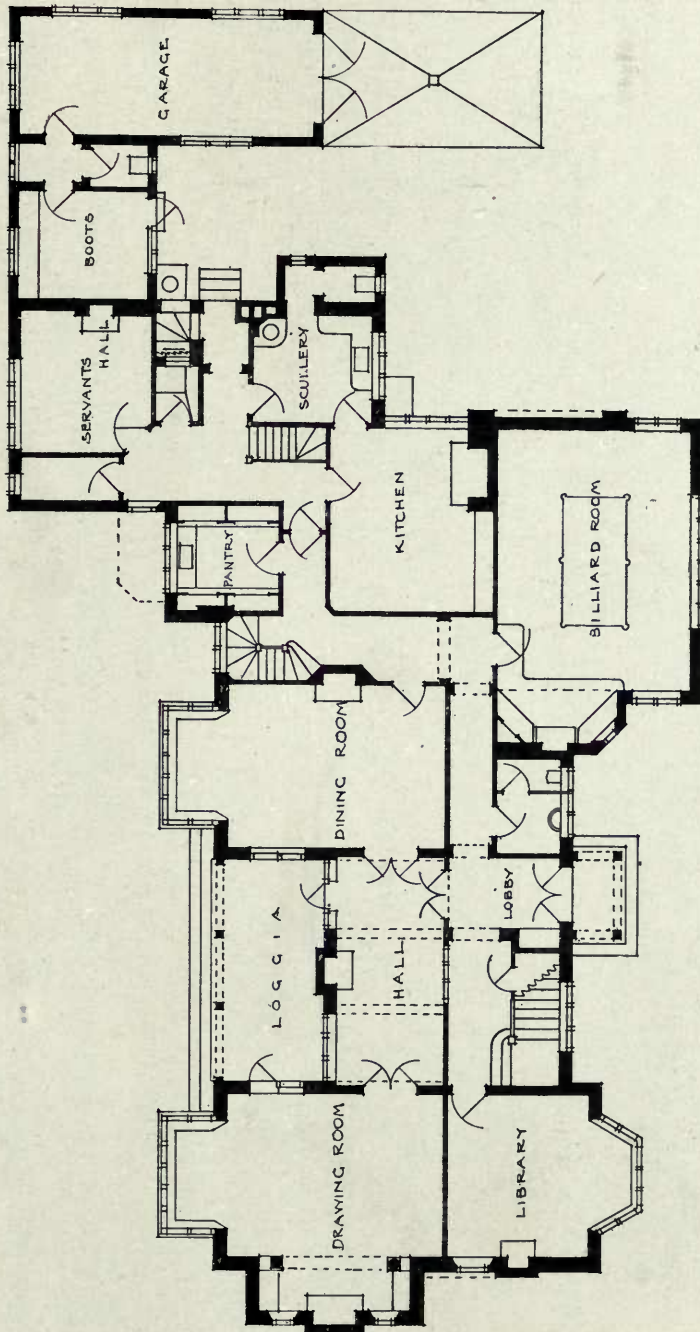 GARAGE
BOOTS
SERVANTS
HALL
SCULLERY
KITCHEN
PANTRY
BILLIARD ROOM
DINING ROOM
LOGGIA
HALL
LOBBY
DRAWING ROOM
LIBRARY